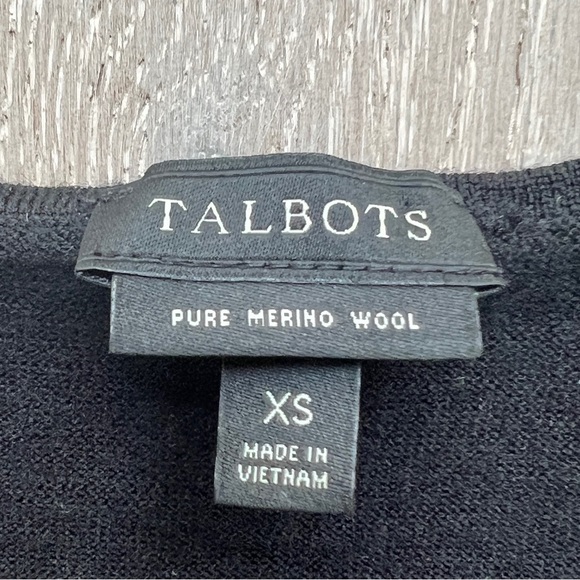 TALBOTS
PURE MERINO WOOL
XS
MADE IN
VIETNAM